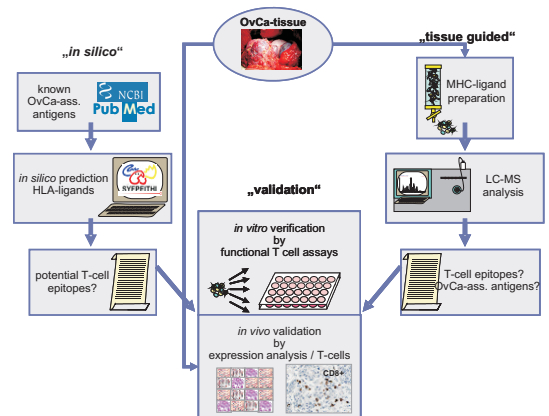 OvCa-tissue
„in silico“
„tissue guided“
known
OvCa-ass.
antigens
NCBI
PubMed
MHC-ligand
preparation
in silico prediction
HLA-ligands
SYFPEITHI
LC-MS
analysis
„validation“
in vitro verification
by
functional T cell assays
potential T-cell
epitopes?
T-cell epitopes?
OvCa-ass. antigens?
in vivo validation
by
expression analysis / T-cells
CD8+